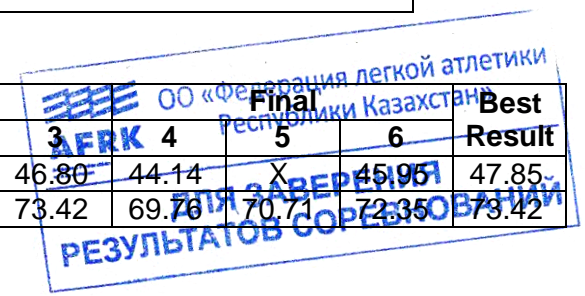 ОО «Федерация легкой атлетики
Республики Казахстан»
AFRK
Final Best Result
3 4 5 6
46.80 44.14 X 45.95 47.85
73.42 69.76 70.71 72.35 73.42
ДЛЯ ЗАВЕРЕНИЯ
РЕЗУЛЬТАТОВ СОРЕВНОВАНИЙ